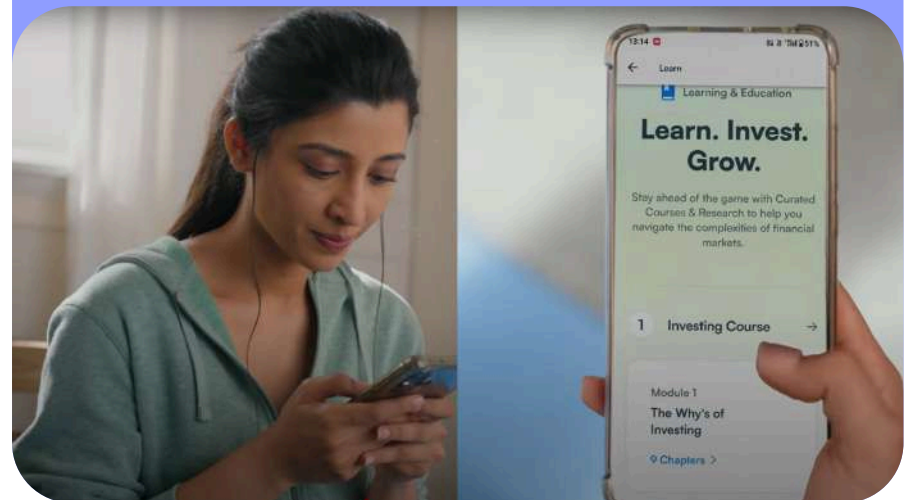 13:14
51%
Learn
Learning & Education
Learn. Invest.
Grow.
Stay ahead of the game with Curated
Courses & Research to help you
navigate the complexities of financial
markets.
1 Investing Course →
Module 1
The Why's of
Investing
9 Chapters >